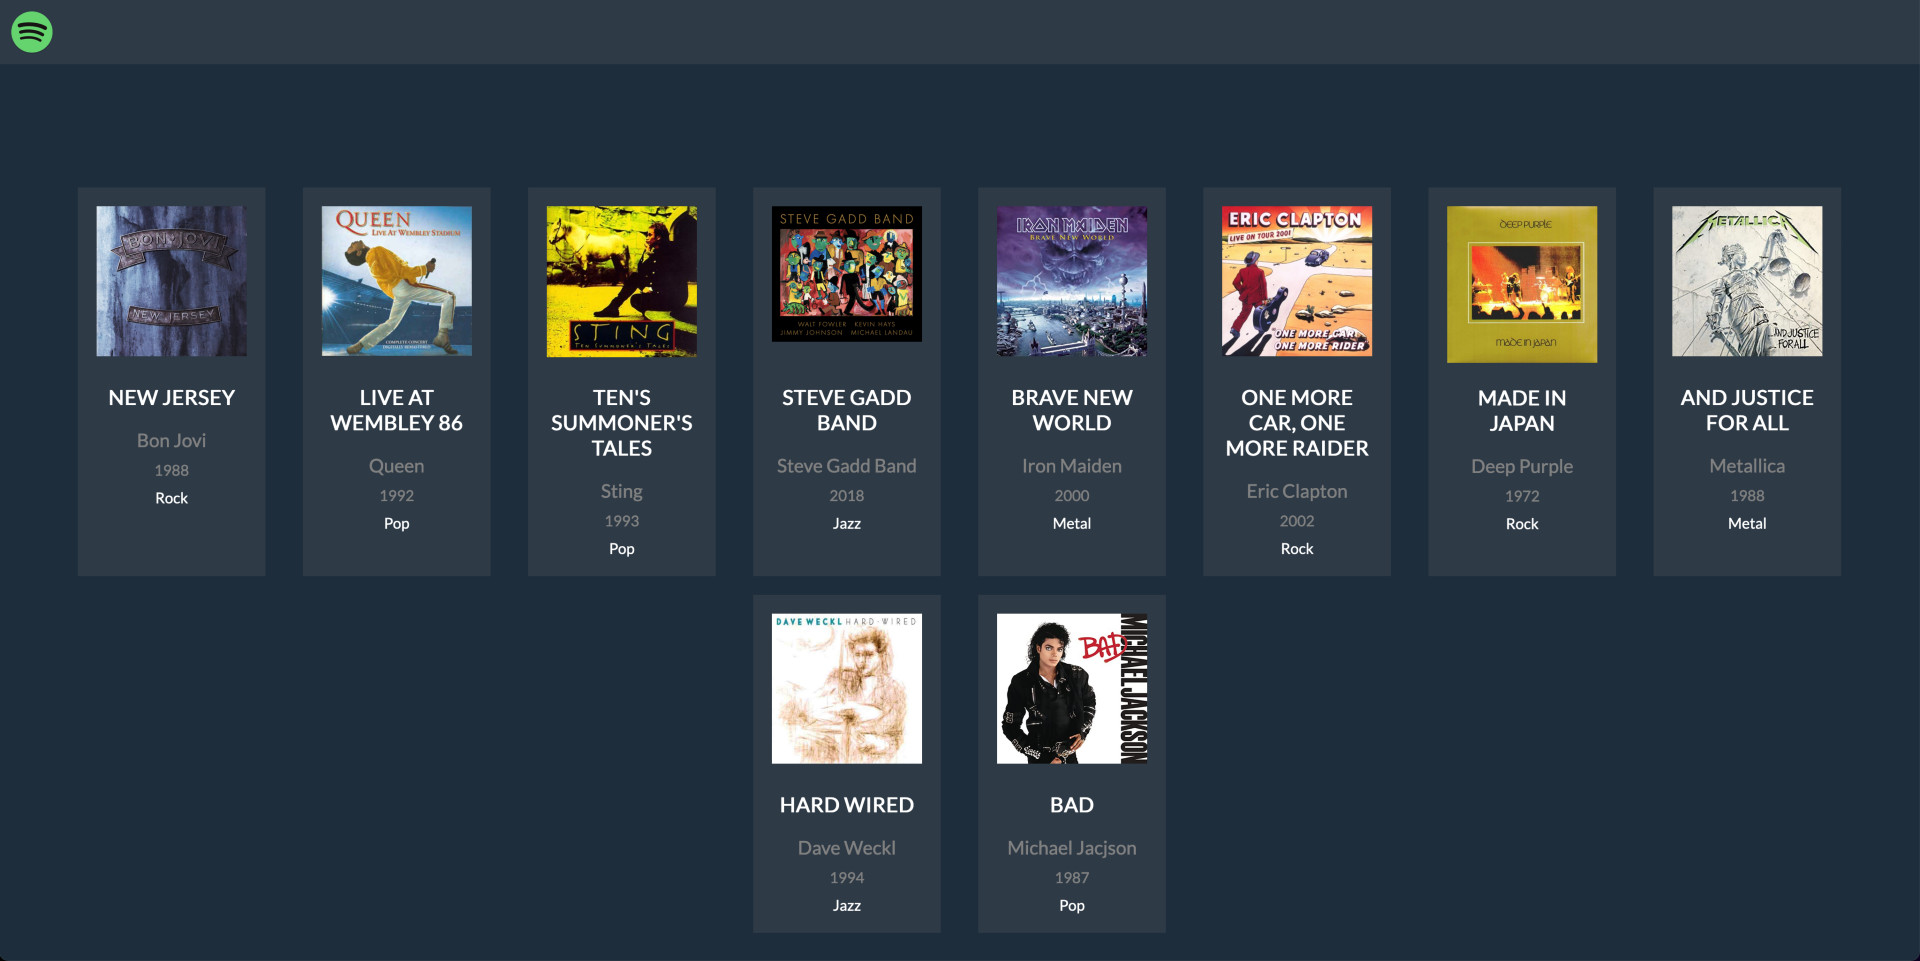 BON JOVI
NEW JERSEY
NEW JERSEY
Bon Jovi
1988
Rock
QUEEN
LIVE AT WEMBLEY STADIUM
COMPLETE CONCERT
DIGITALLY REMASTERED
LIVE AT
WEMBLEY 86
Queen
1992
Pop
STING
TEN SUMMONER'S TALES
TEN'S
SUMMONER'S
TALES
Sting
1993
Pop
STEVE GADD BAND
WALT FOWLER KEVIN HAYS
JIMMY JOHNSON MICHAEL LANDAU
STEVE GADD
BAND
Steve Gadd Band
2018
Jazz
IRON MAIDEN
BRAVE NEW WORLD
BRAVE NEW
WORLD
Iron Maiden
2000
Metal
ERIC CLAPTON
LIVE ON TOUR 2001
ONE MORE CAR
ONE MORE RIDER
ONE MORE
CAR, ONE
MORE RAIDER
Eric Clapton
2002
Rock
DEEP PURPLE
MADE IN JAPAN
MADE IN
JAPAN
Deep Purple
1972
Rock
METALLICA
...AND JUSTICE
FOR ALL
AND JUSTICE
FOR ALL
Metallica
1988
Metal
DAVE WECKL HARD-WIRED
HARD WIRED
Dave Weckl
1994
Jazz
BAD
MICHAEL JACKSON
BAD
Michael Jacjson
1987
Pop